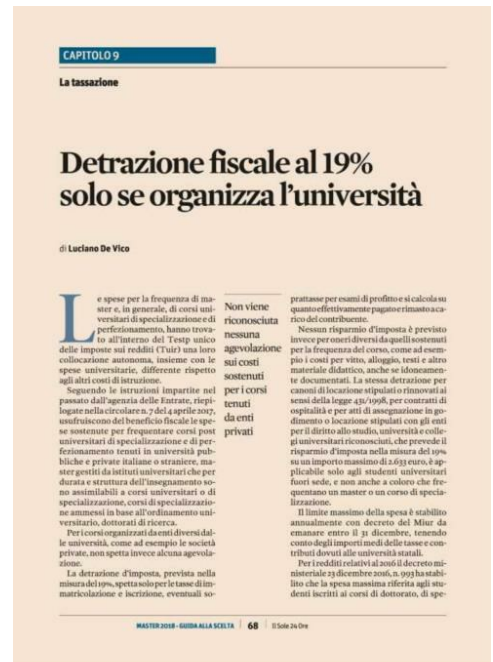 CAPITOLO 9
La tassazione
Detrazione fiscale al 19%
solo se organizza l'università
di Luciano De Vico
Le spese per la frequenza di ma-
ster e, in generale, di corsi uni-
versitari di specializzazione e di
perfezionamento, hanno trova-
to all'interno del Testp unico
delle imposte sui redditi (Tuir) una loro
collocazione autonoma, insieme con le
spese universitarie, differente rispetto
agli altri costi di istruzione.
Seguendo le istruzioni impartite nel
passato dall'agenzia delle Entrate, riepi-
logate nella circolare n. 7 del 4 aprile 2017,
usufruiscono del beneficio fiscale le spe-
se sostenute per frequentare corsi post
universitari di specializzazione e di per-
fezionamento tenuti in università pub-
bliche e private italiane o straniere, ma-
ster gestiti da istituti universitari che per
durata e struttura dell'insegnamento so-
no assimilabili a corsi universitari o di
specializzazione, corsi di specializzazio-
ne ammessi in base all'ordinamento uni-
versitario, dottorati di ricerca.
Per i corsi organizzati da enti diversi dal-
le università, come ad esempio le società
private, non spetta invece alcuna agevola-
zione.
La detrazione d'imposta, prevista nella
misura del 19%, spetta solo per le tasse di im-
matricolazione e iscrizione, eventuali so-
Non viene
riconosciuta
nessuna
agevolazione
sui costi
sostenuti
per i corsi
tenuti
da enti
privati
prattasse per esami di profitto e si calcola su
quanto effettivamente pagato e rimasto a ca-
rico del contribuente.
Nessun risparmio d'imposta è previsto
invece per oneri diversi da quelli sostenuti
per la frequenza del corso, come ad esem-
pio i costi per vitto, alloggio, testi e altro
materiale didattico, anche se idoneamen-
te documentati. La stessa detrazione per
canoni di locazione stipulati o rinnovati ai
sensi della legge 431/1998, per contratti di
ospitalità e per atti di assegnazione in go-
dimento o locazione stipulati con gli enti
per il diritto allo studio, università e colle-
gi universitari riconosciuti, che prevede il
risparmio d'imposta nella misura del 19%
su un importo massimo di 2.633 euro, è ap-
plicabile solo agli studenti universitari
fuori sede, e non anche a coloro che fre-
quentano un master o un corso di specia-
lizzazione.
Il limite massimo della spesa è stabilito
annualmente con decreto del Miur da
emanare entro il 31 dicembre, tenendo
conto degli importi medi delle tasse e con-
tributi dovuti alle università statali.
Per i redditi relativi al 2016 il decreto mi-
nisteriale 23 dicembre 2016, n. 993 ha stabi-
lito che la spesa massima riferita agli stu-
denti iscritti ai corsi di dottorato, di spe-
MASTER 2018 - GUIDA ALLA SCELTA | 68 | Il Sole 24 Ore